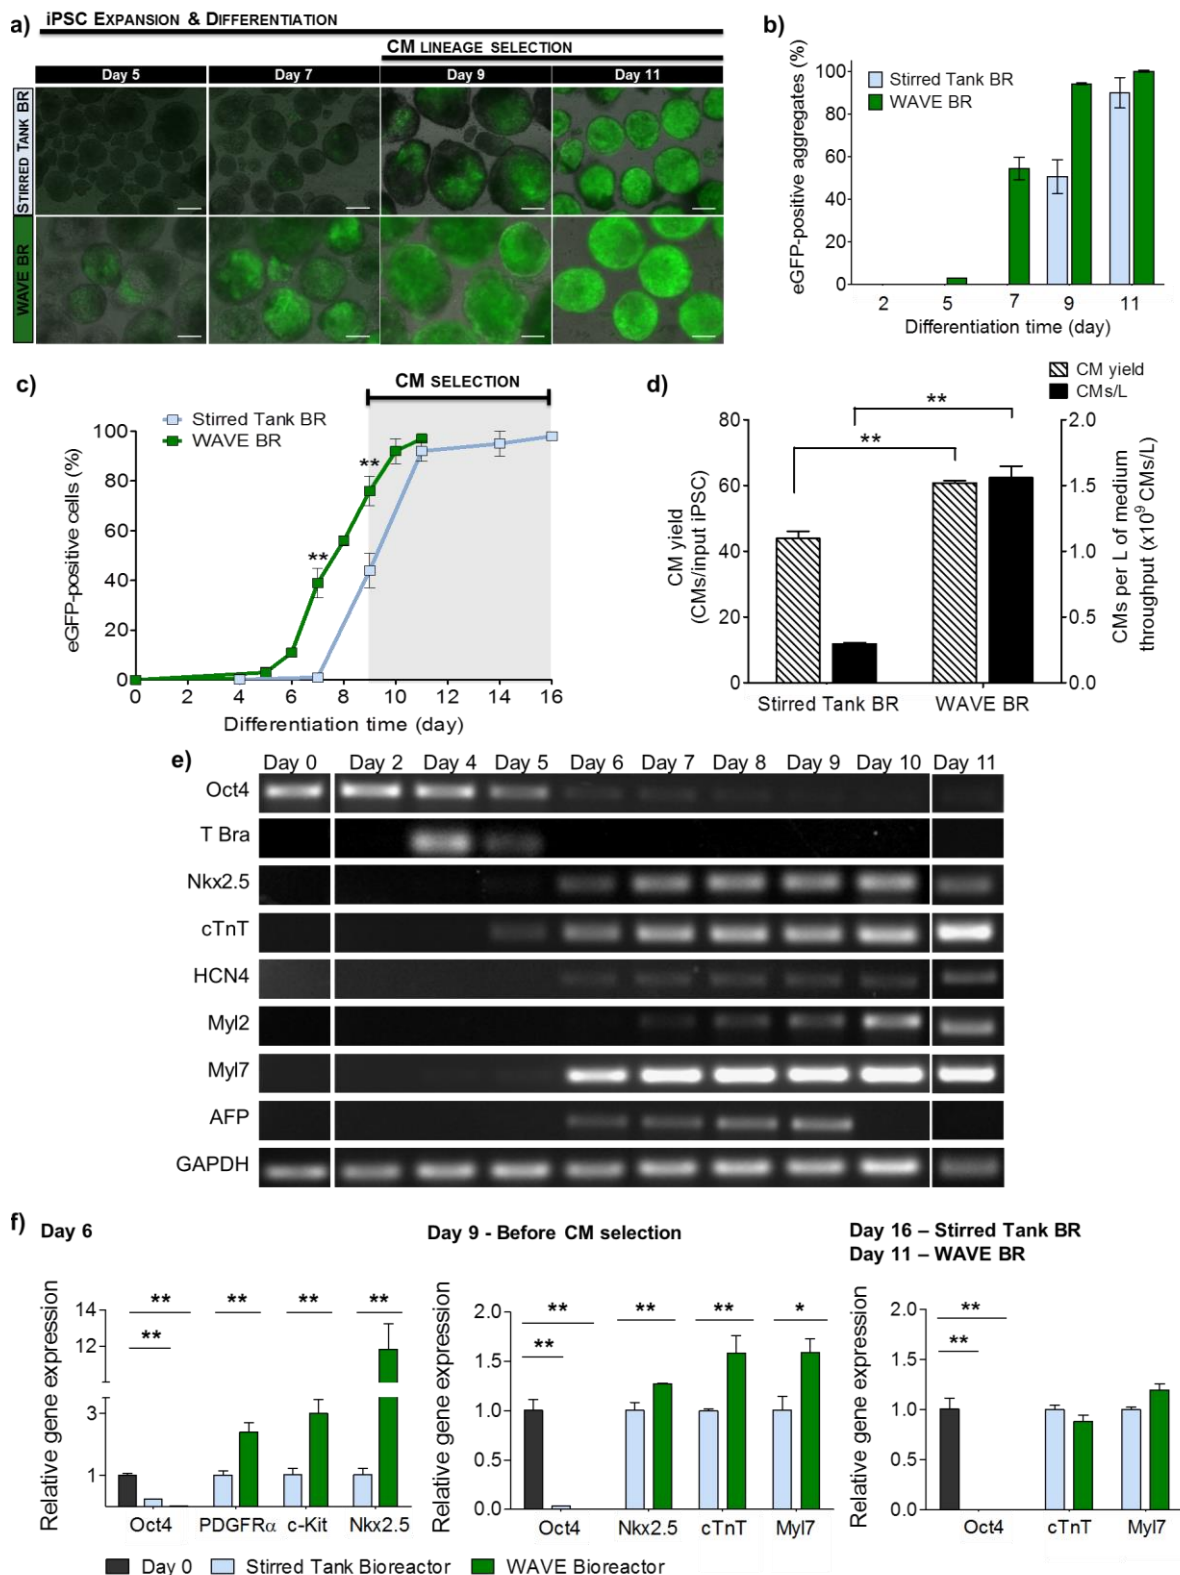 a)
iPSC EXPANSION & DIFFERENTIATION
CM LINEAGE SELECTION
Day 5 Day 7 Day 9 Day 11
STIRRED TANK BR
WAVE BR
b)
eGFP-positive aggregates (%)
100
80
60
40
20
0
Stirred Tank BR
WAVE BR
2 5 7 9 11
Differentiation time (day)
c)
CM SELECTION
Stirred Tank BR
WAVE BR
eGFP-positive cells (%)
100
80
60
40
20
0
**
**
0 2 4 6 8 10 12 14 16
Differentiation time (day)
d)
CM yield
CMs/L
**
**
CM yield
(CMs/input iPSC)
80
60
40
20
0
2.0
1.5
1.0
0.5
0.0
CMs per L of medium
throughput (x10⁹ CMs/L)
Stirred Tank BR WAVE BR
e)
Day 0 Day 2 Day 4 Day 5 Day 6 Day 7 Day 8 Day 9 Day 10 Day 11
Oct4
T Bra
Nkx2.5
cTnT
HCN4
Myl2
Myl7
AFP
GAPDH
f)
Day 6
Relative gene expression
14
12
3
1
** ** ** **
**
Oct4 PDGFRα c-Kit Nkx2.5
Day 9 - Before CM selection
Relative gene expression
2.0
1.5
1.0
0.5
0.0
** ** ** *
**
Oct4 Nkx2.5 cTnT Myl7
Day 16 – Stirred Tank BR
Day 11 – WAVE BR
Relative gene expression
2.0
1.5
1.0
0.5
0.0
**
**
Oct4 cTnT Myl7
Day 0 Stirred Tank Bioreactor WAVE Bioreactor